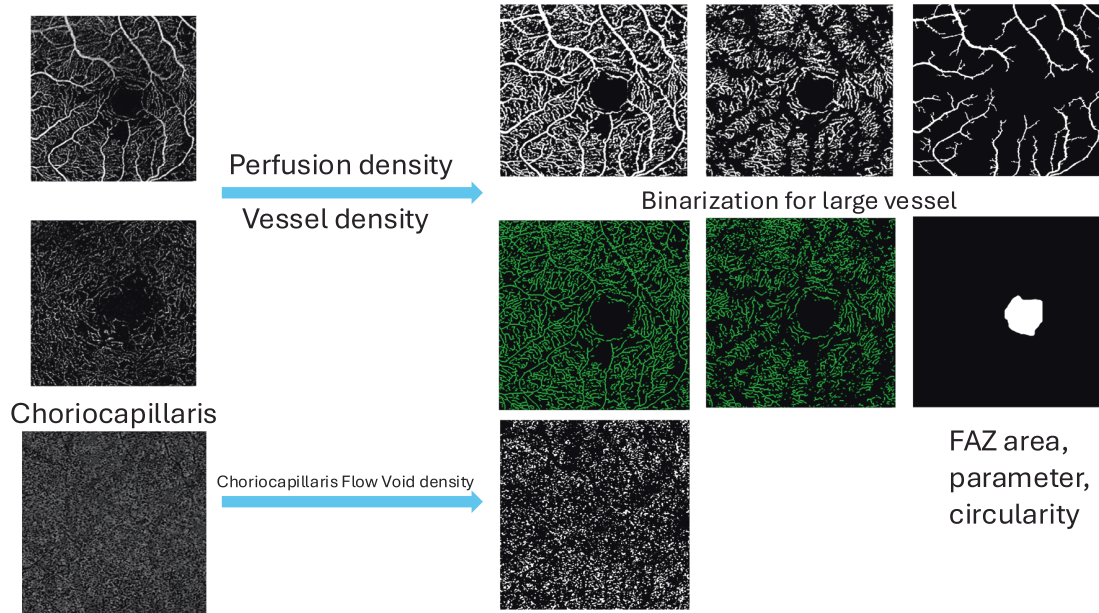 Perfusion density
Vessel density
Binarization for large vessel
Choriocapillaris
Choriocapillaris Flow Void density
FAZ area,
parameter,
circularity